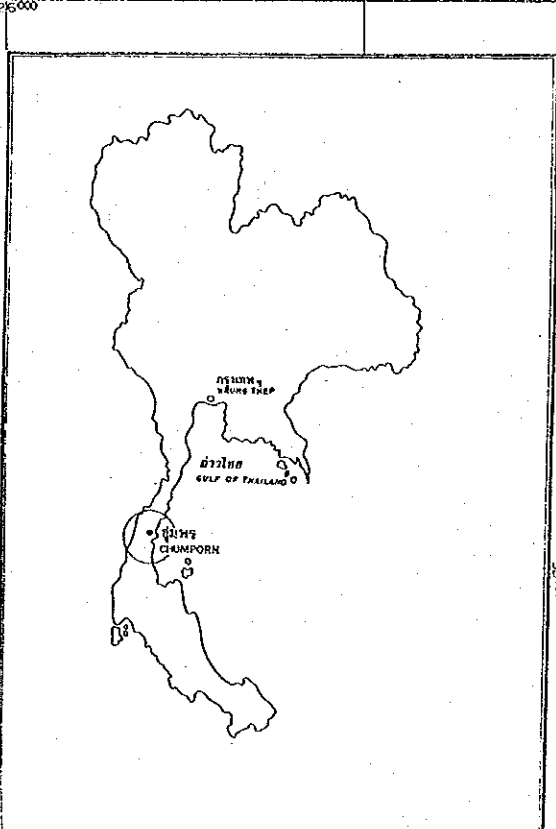 กรุงเทพฯ
KRUNG THEP
อ่าวไทย
GULF OF THAILAND
ชุมพร
CHUMPORN